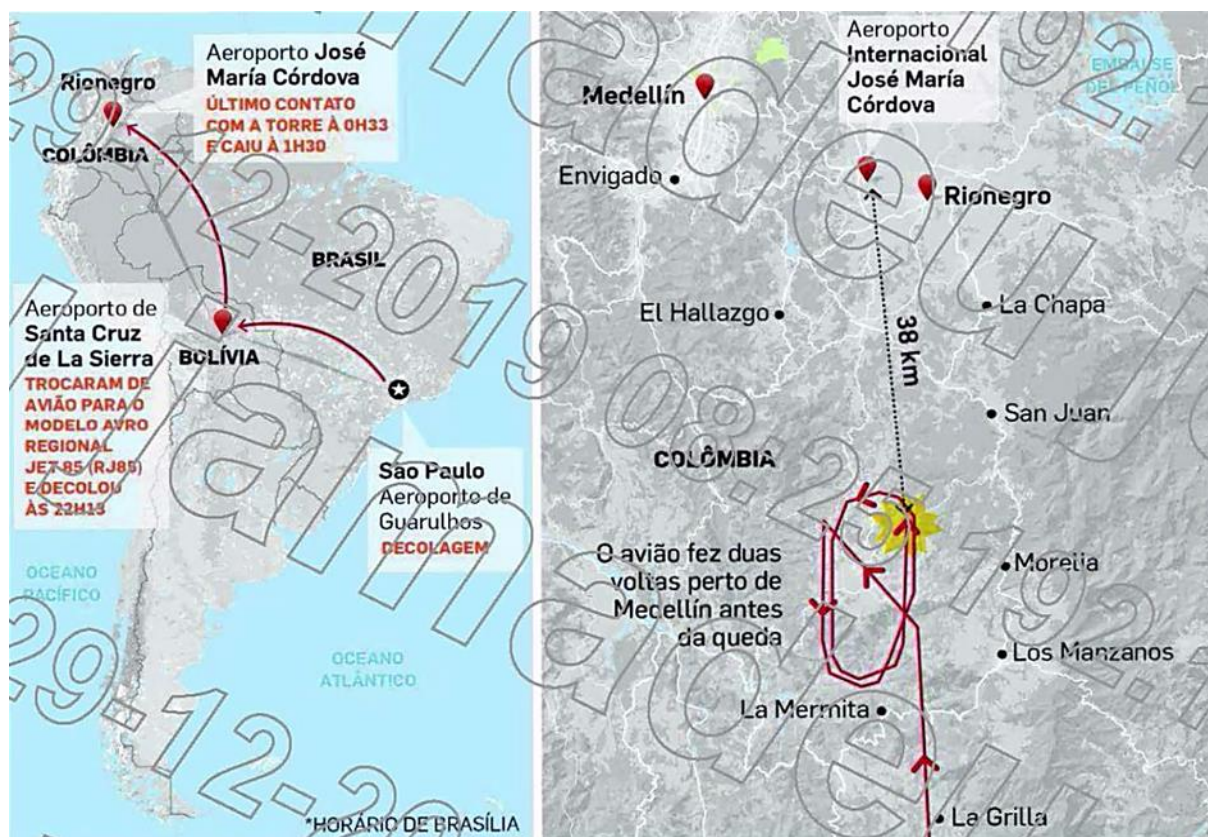 Aeroporto José
María Córdova
ÚLTIMO CONTATO
COM A TORRE À 0H33
E CAIU À 1H30
Rionegro
COLÔMBIA
BRASIL
Aeroporto de
Santa Cruz
de La Sierra
TROCARAM DE
AVIÃO PARA O
MODELO AVRO
REGIONAL
JET 85 (RJ85)
E DECOLOU
ÀS 22H15
BOLÍVIA
São Paulo
Aeroporto de
Guarulhos
DECOLAGEM
OCEANO
PACÍFICO
OCEANO
ATLÂNTICO
*HORÁRIO DE BRASÍLIA
Aeroporto
Internacional
José María
Córdova
EMBALSE
DEL PEÑOL
Medellín
Envigado
Rionegro
El Hallazgo
La Chapa
38 km
San Juan
COLÔMBIA
O avião fez duas
voltas perto de
Medellín antes
da queda
Morelia
Los Manzanos
La Mermita
La Grilla